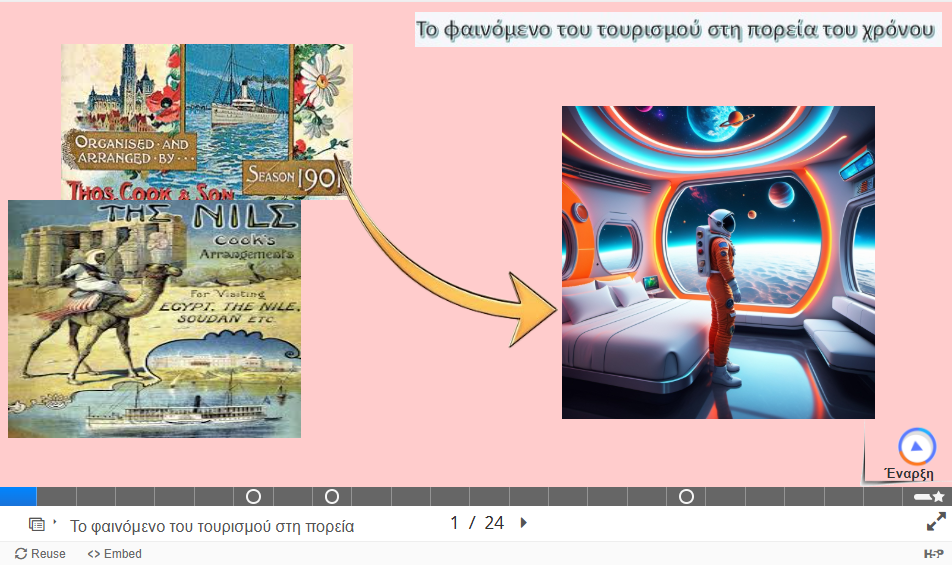 Το φαινόμενο του τουρισμού στη πορεία του χρόνου
ORGANISED·AND
ARRANGED·BY···
SEASON 1901
THOS. COOK & SON
THE NILE
COOK'S
Arrangements
For Visiting
EGYPT, THE NILE,
SOUDAN ETC.
Έναρξη
Το φαινόμενο του τουρισμού στη πορεία
1 / 24
Reuse
<> Embed
H-P